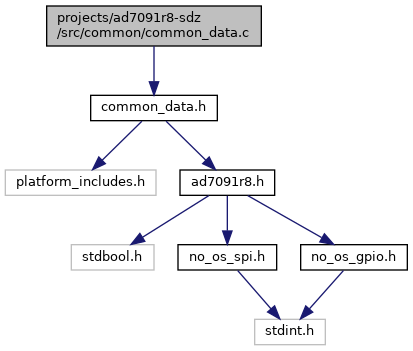 projects/ad7091r8-sdz
/src/common/common_data.c
common_data.h
platform_includes.h
ad7091r8.h
stdbool.h
no_os_spi.h
no_os_gpio.h
stdint.h